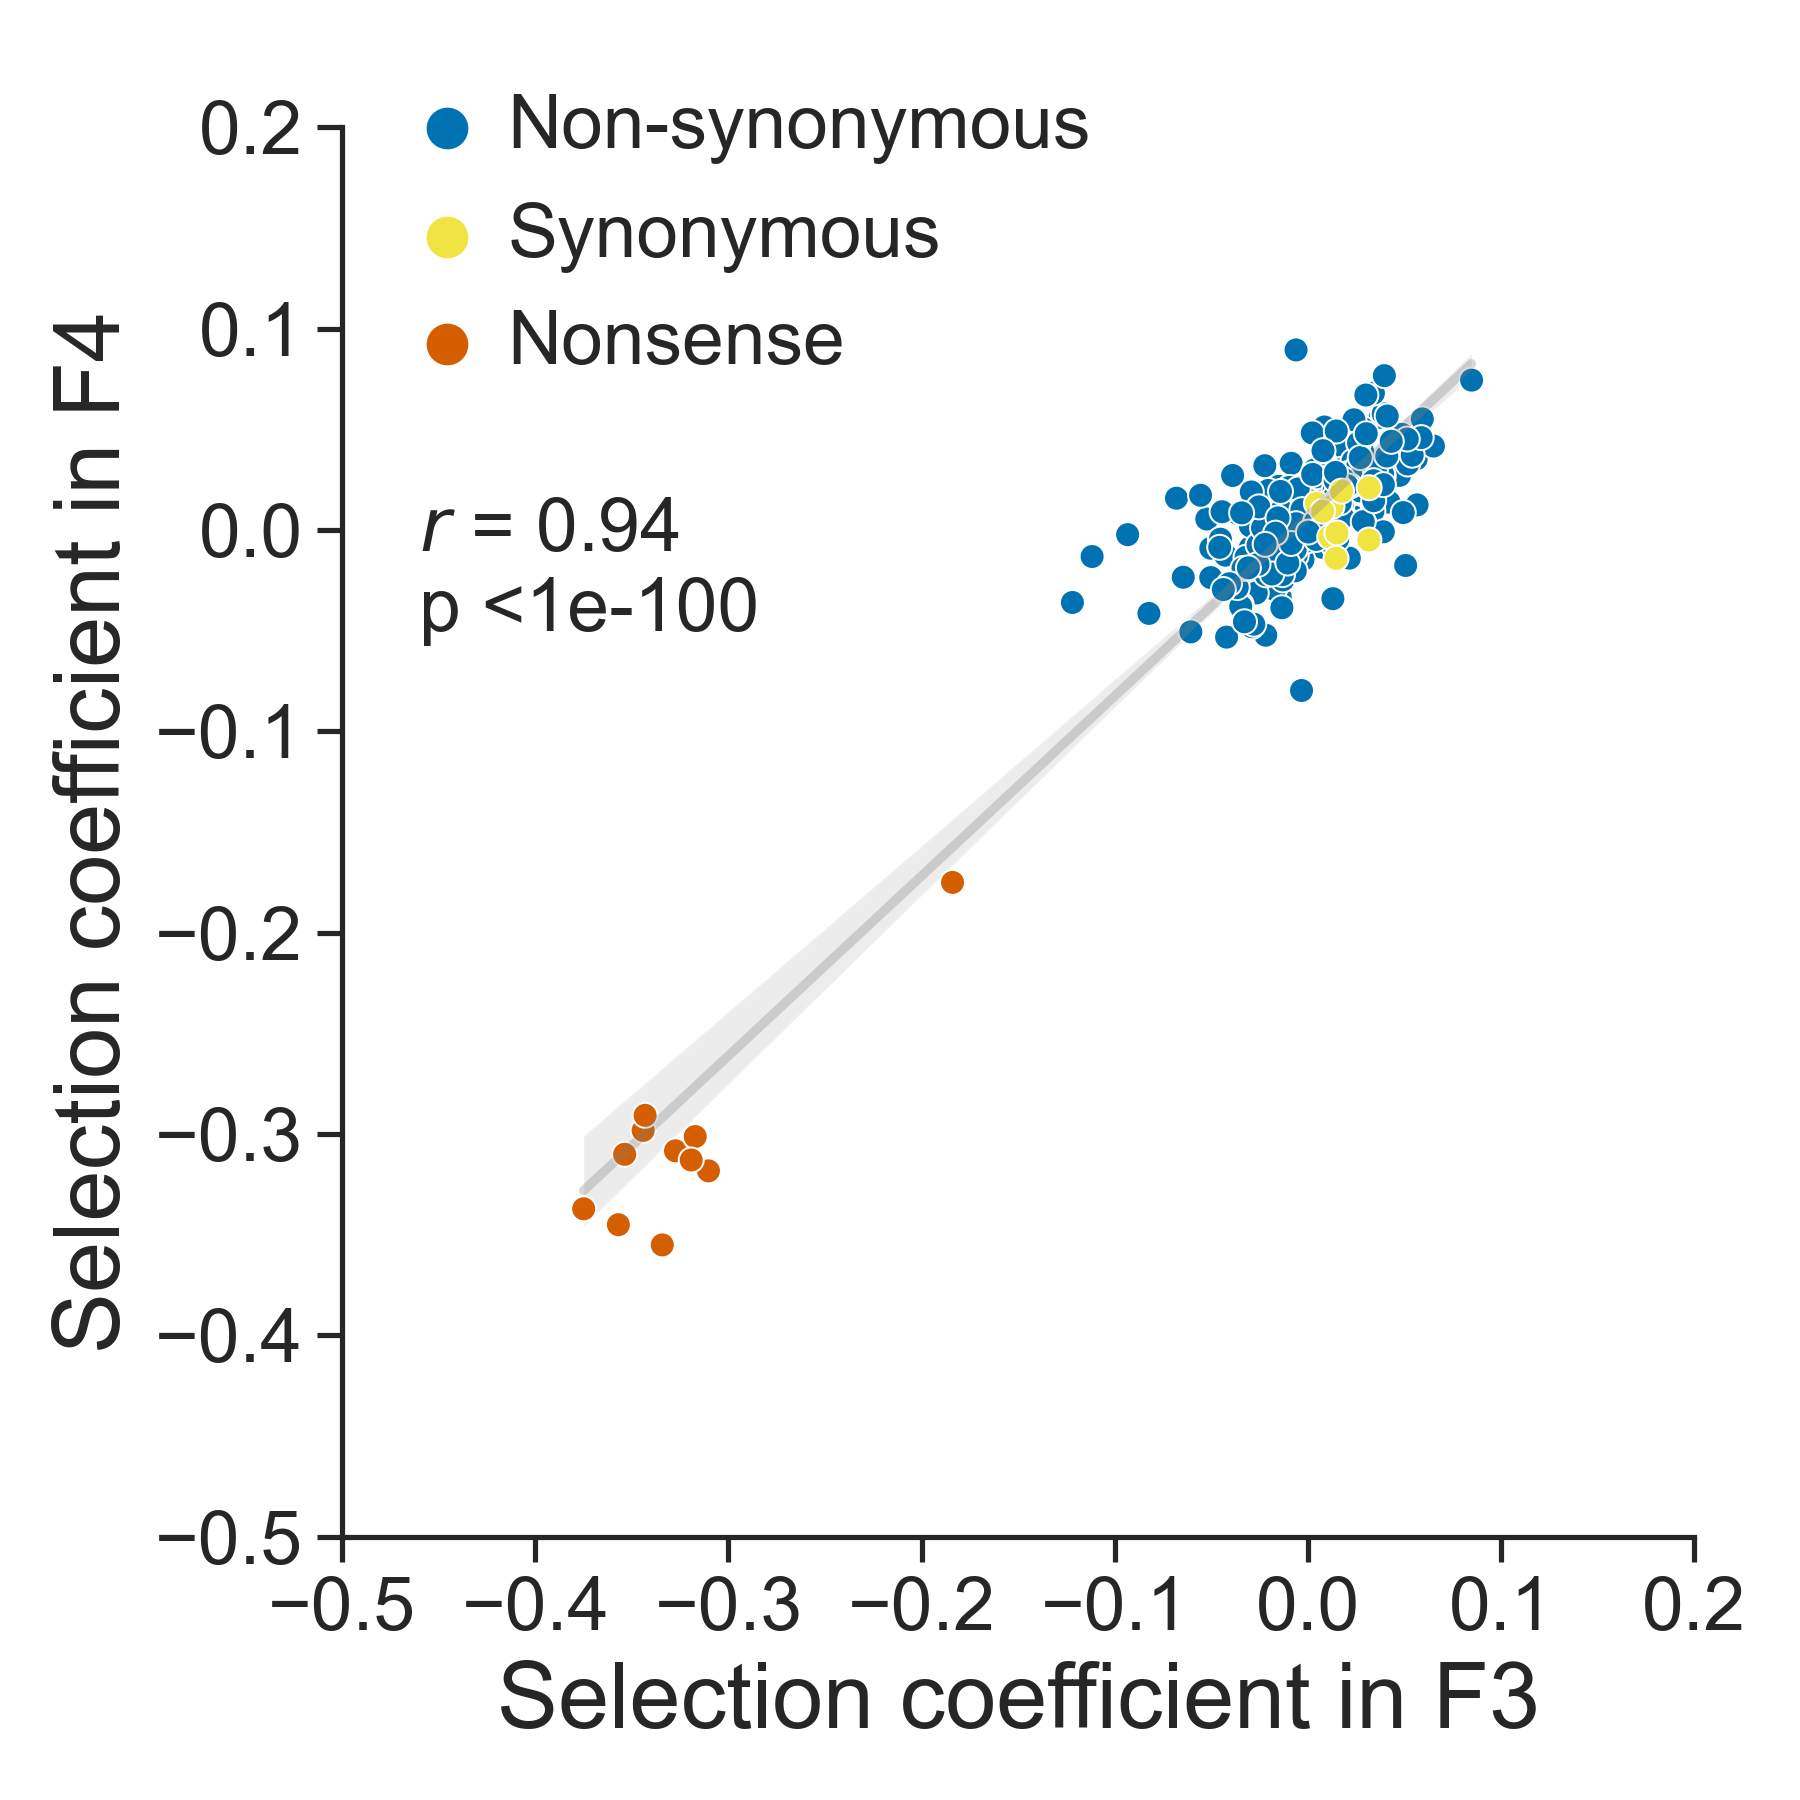 Non-synonymous
Synonymous
Nonsense
r = 0.94
p <1e-100
Selection coefficient in F4
0.2
0.1
0.0
−0.1
−0.2
−0.3
−0.4
−0.5
−0.5 −0.4 −0.3 −0.2 −0.1 0.0 0.1 0.2
Selection coefficient in F3